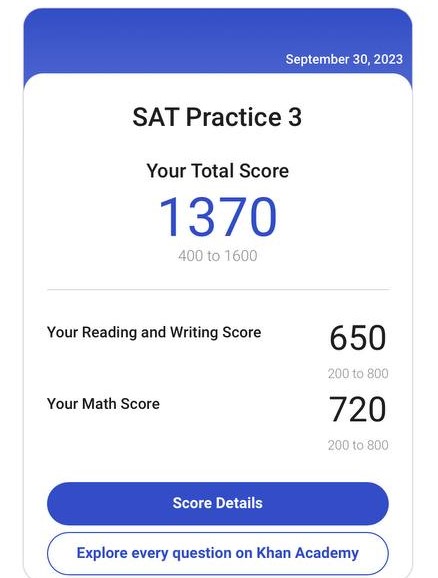 September 30, 2023
SAT Practice 3
Your Total Score
1370
400 to 1600
Your Reading and Writing Score
650
200 to 800
Your Math Score
720
200 to 800
Score Details
Explore every question on Khan Academy